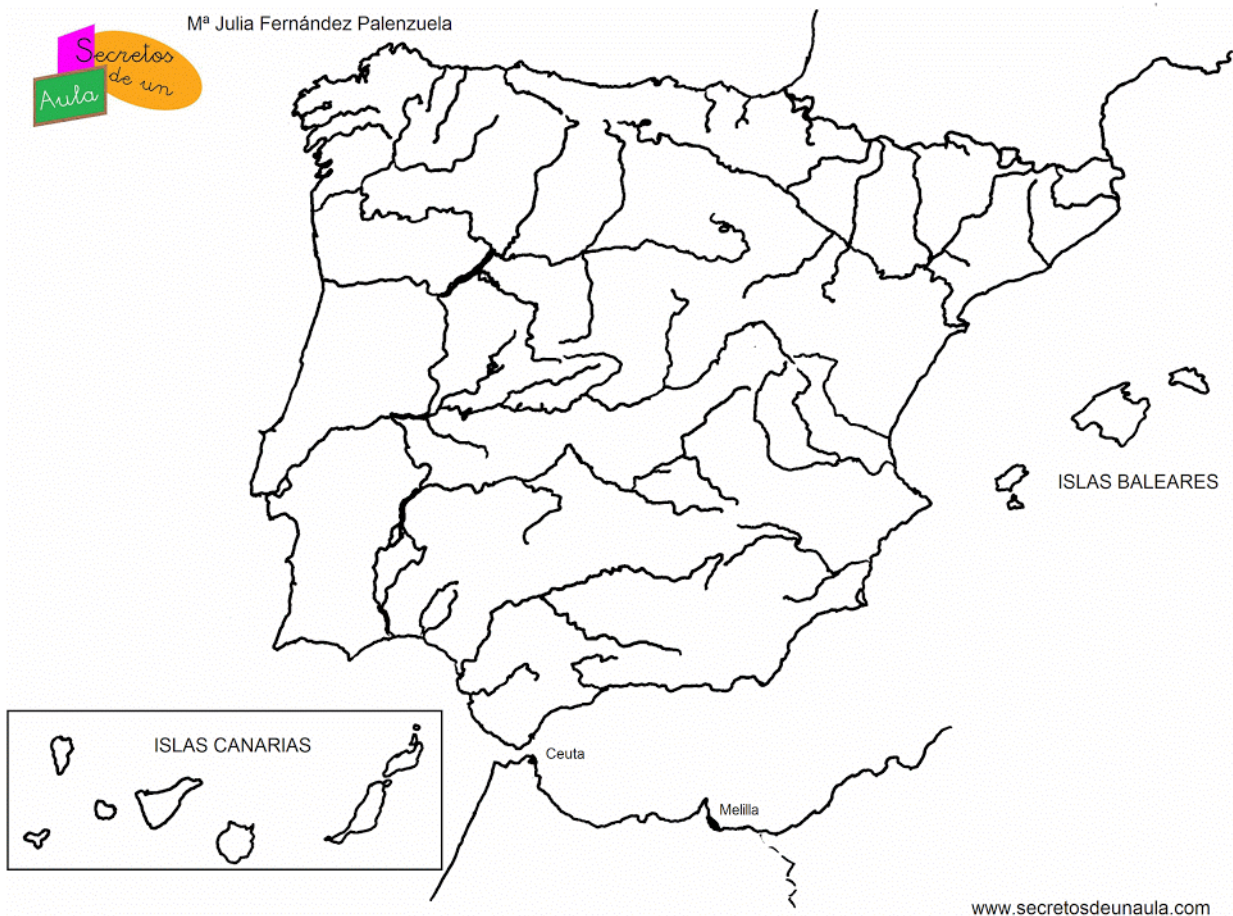 Mª Julia Fernández Palenzuela
Secretos
de un
Aula
ISLAS BALEARES
ISLAS CANARIAS
Ceuta
Melilla
www.secretosdeunaula.com